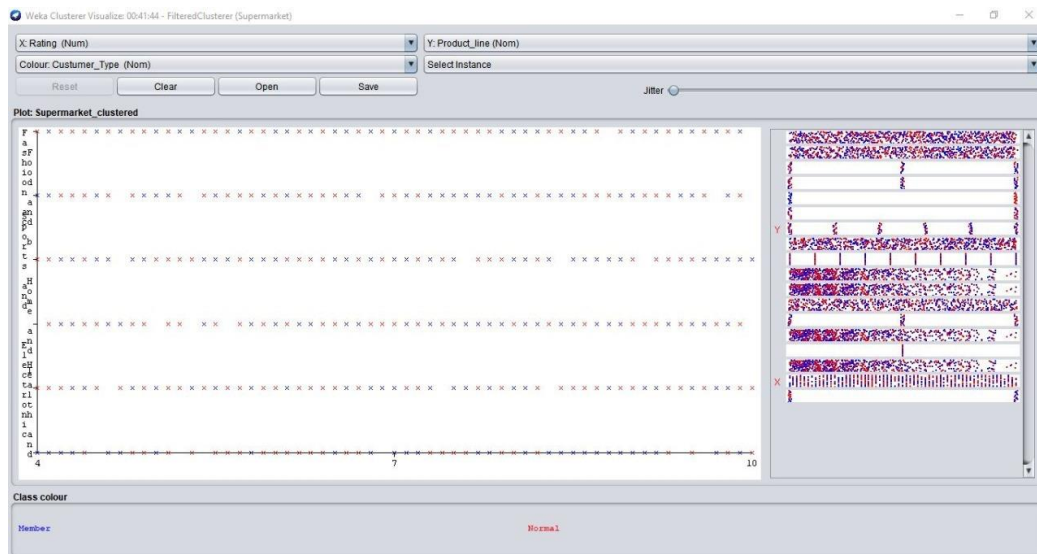 Weka Clusterer Visualize: 00:41:44 - FilteredClusterer (Supermarket)
X: Rating (Num)
Y: Product_line (Nom)
Colour: Custumer_Type (Nom)
Select Instance
Reset
Clear
Open
Save
Jitter
Plot: Supermarket_clustered
Y
X
4
7
10
Class colour
Member
Normal